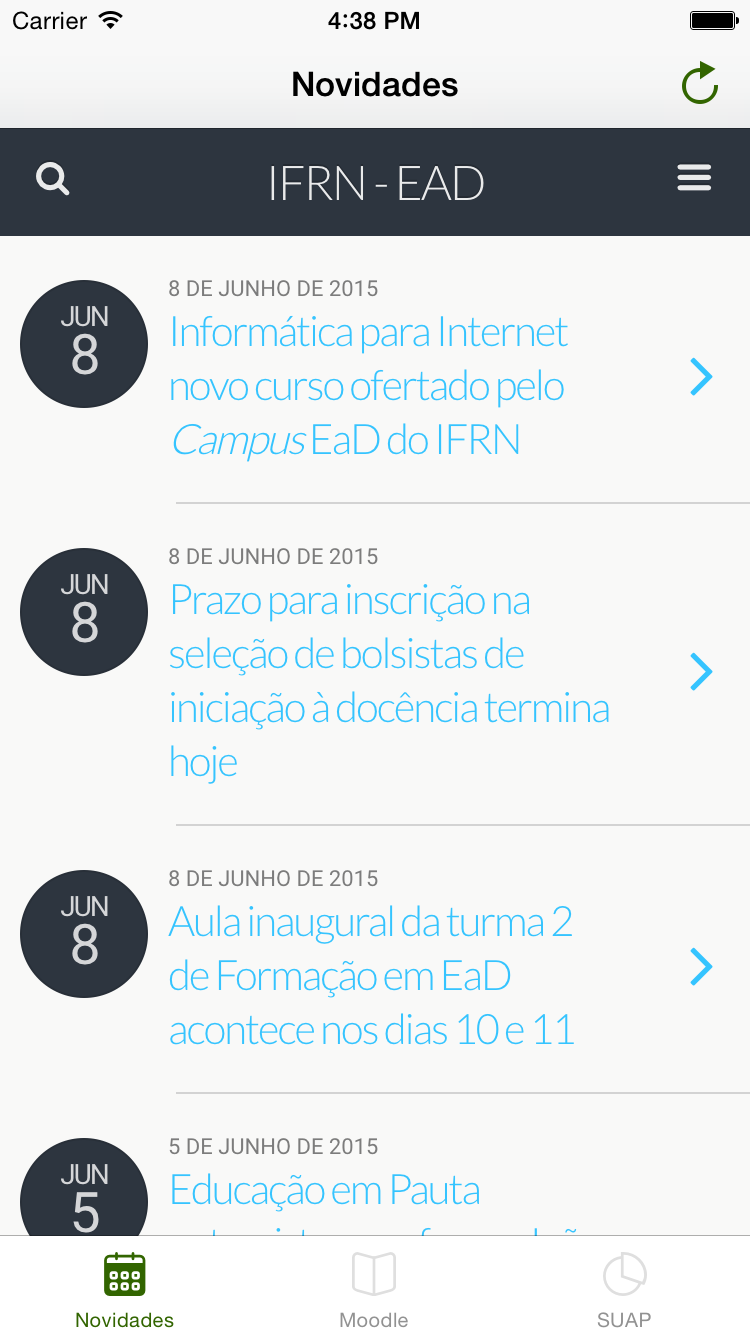 Carrier 4:38 PM
Novidades
IFRN - EAD
8 DE JUNHO DE 2015
JUN
8
Informática para Internet
novo curso ofertado pelo
Campus EaD do IFRN
8 DE JUNHO DE 2015
JUN
8
Prazo para inscrição na
seleção de bolsistas de
iniciação à docência termina
hoje
8 DE JUNHO DE 2015
JUN
8
Aula inaugural da turma 2
de Formação em EaD
acontece nos dias 10 e 11
5 DE JUNHO DE 2015
JUN
5
Educação em Pauta
Novidades Moodle SUAP